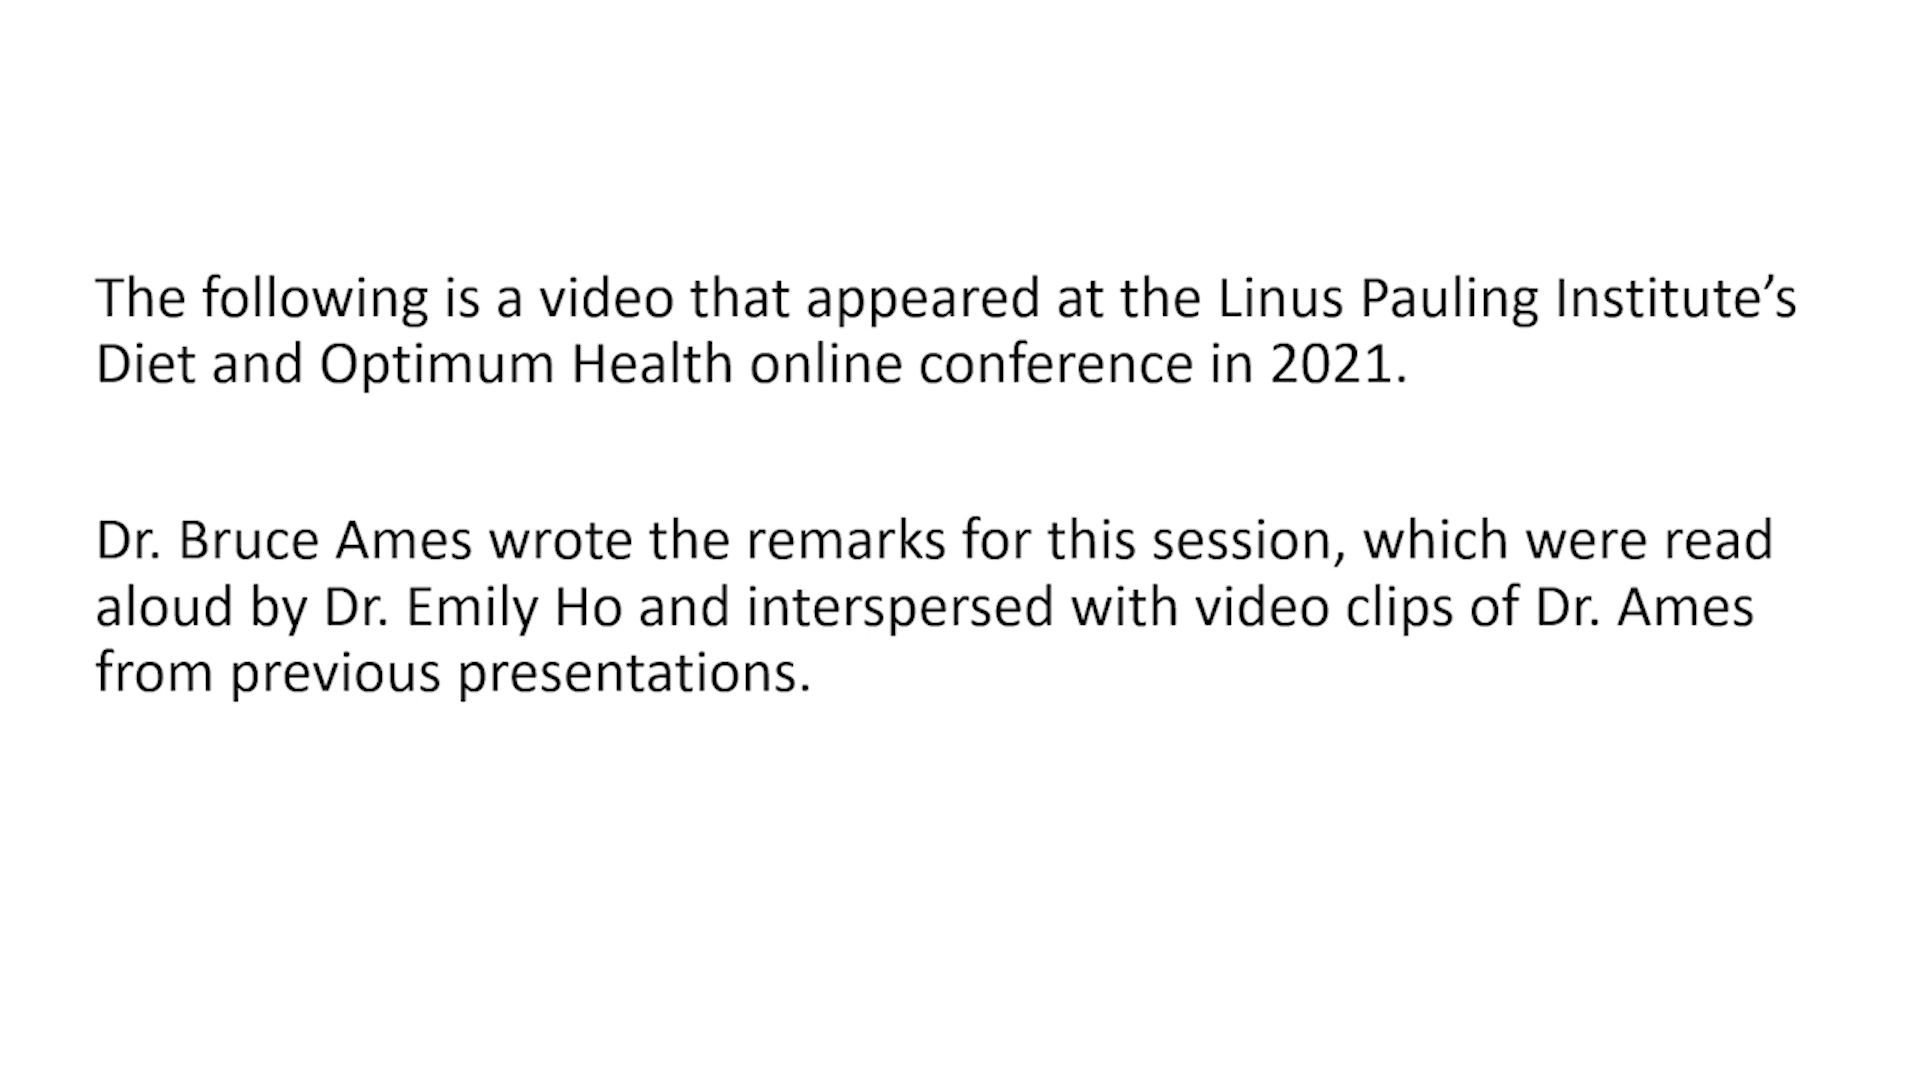 The following is a video that appeared at the Linus Pauling Institute’s
Diet and Optimum Health online conference in 2021.
Dr. Bruce Ames wrote the remarks for this session, which were read
aloud by Dr. Emily Ho and interspersed with video clips of Dr. Ames
from previous presentations.